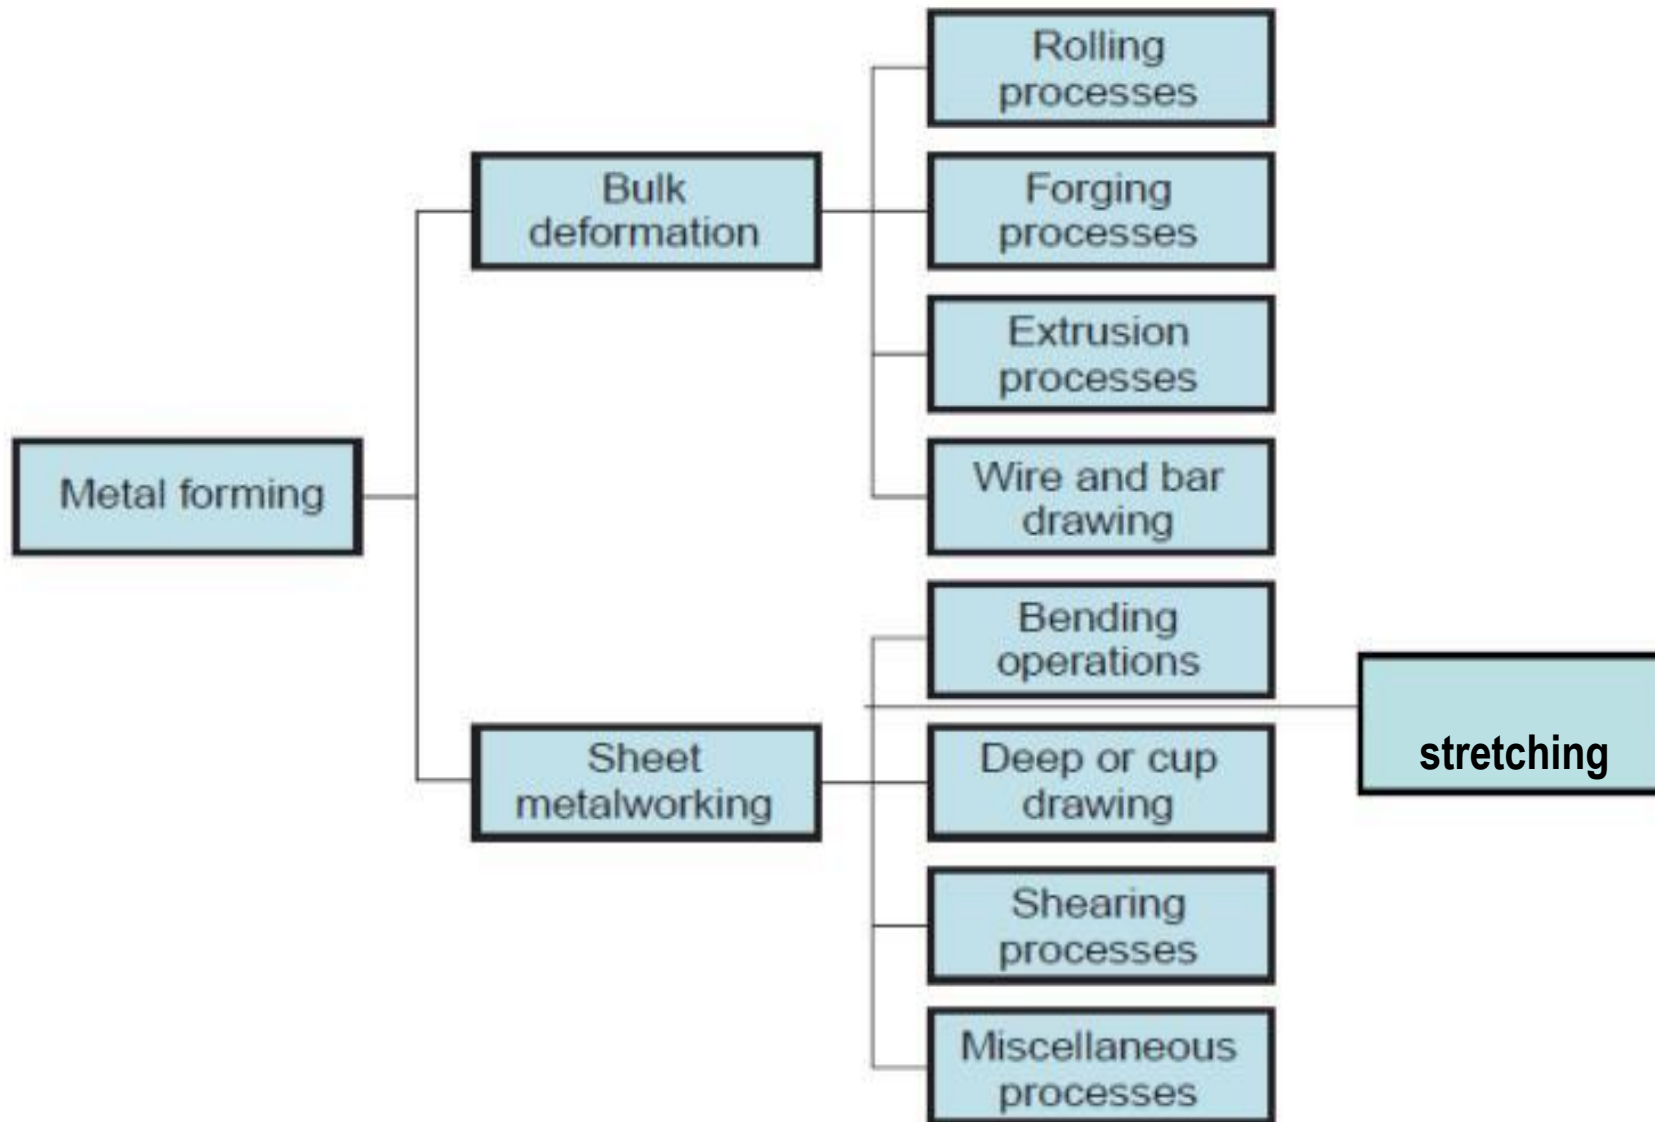 Rolling
processes
Bulk
deformation
Forging
processes
Extrusion
processes
Metal forming
Wire and bar
drawing
Bending
operations
stretching
Sheet
metalworking
Deep or cup
drawing
Shearing
processes
Miscellaneous
processes